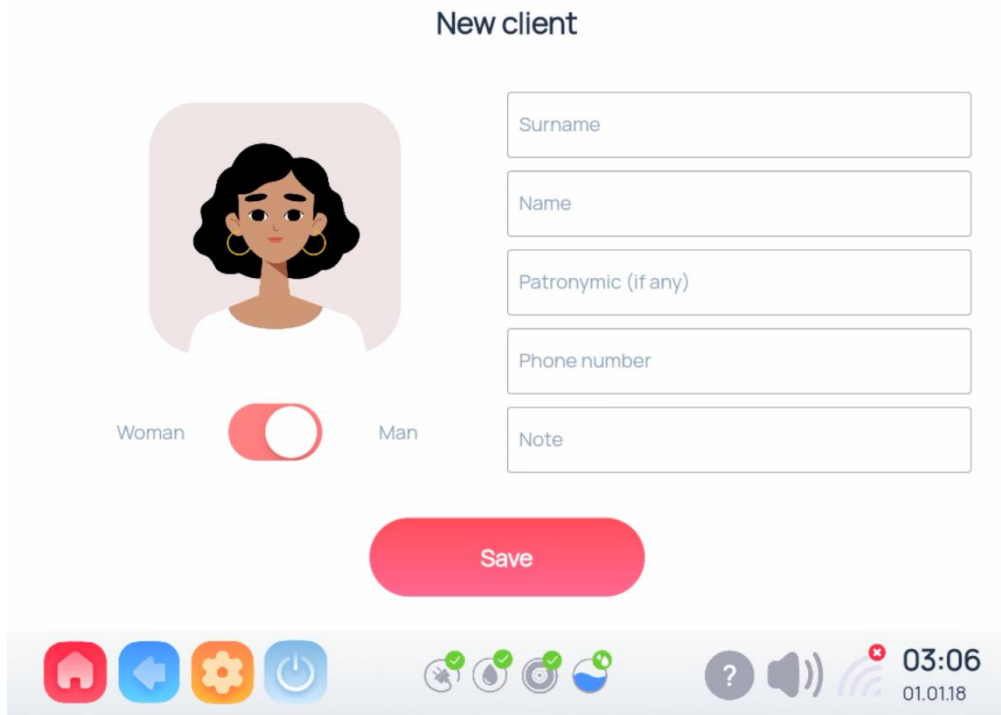 New client
Surname
Name
Patronymic (if any)
Phone number
Woman
Man
Note
Save
?
03:06
01.01.18